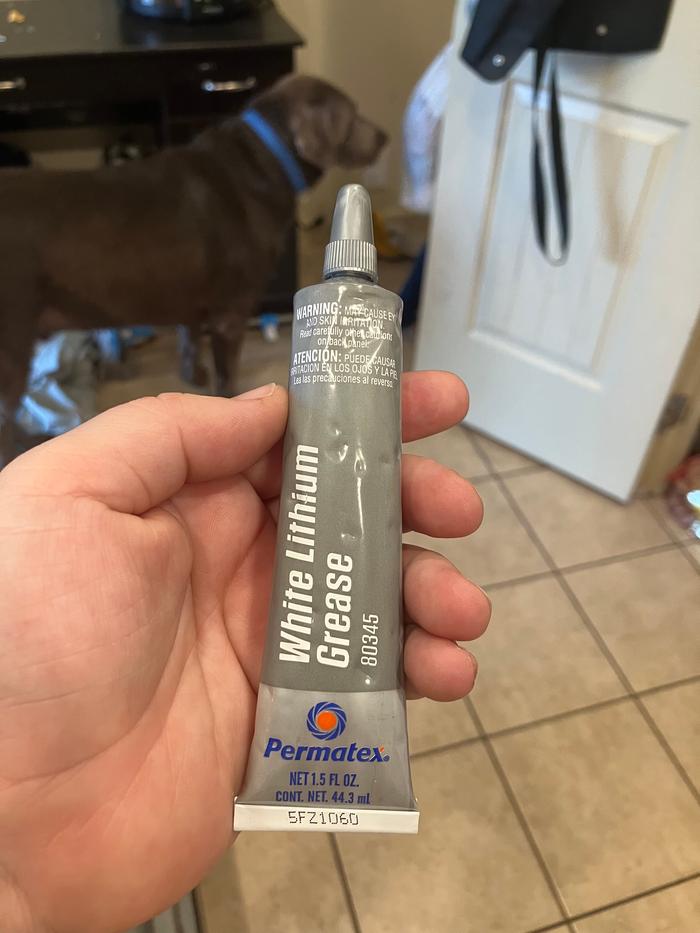 WARNING: MAY CAUSE EYE
AND SKIN IRRITATION.
Read carefully other cautions
on back panel.
ATENCIÓN: PUEDE CAUSAR
IRRITACION EN LOS OJOS Y LA PIEL
Lea las precauciones al reverso
White Lithium
Grease
80345
Permatex®
NET 1.5 FL OZ.
CONT. NET. 44.3 mL
5FZ1060